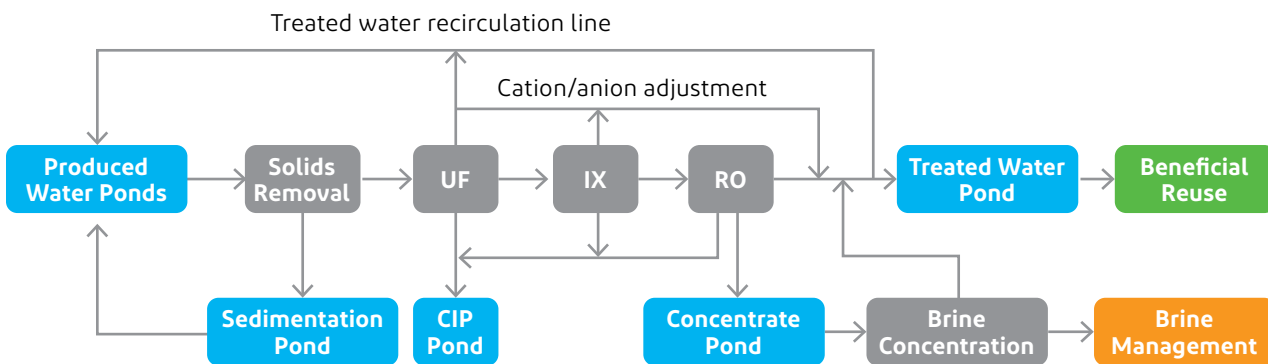 Treated water recirculation line
Cation/anion adjustment
Produced
Water Ponds
Solids
Removal
UF
IX
RO
Treated Water
Pond
Beneficial
Reuse
Sedimentation
Pond
CIP
Pond
Concentrate
Pond
Brine
Concentration
Brine
Management